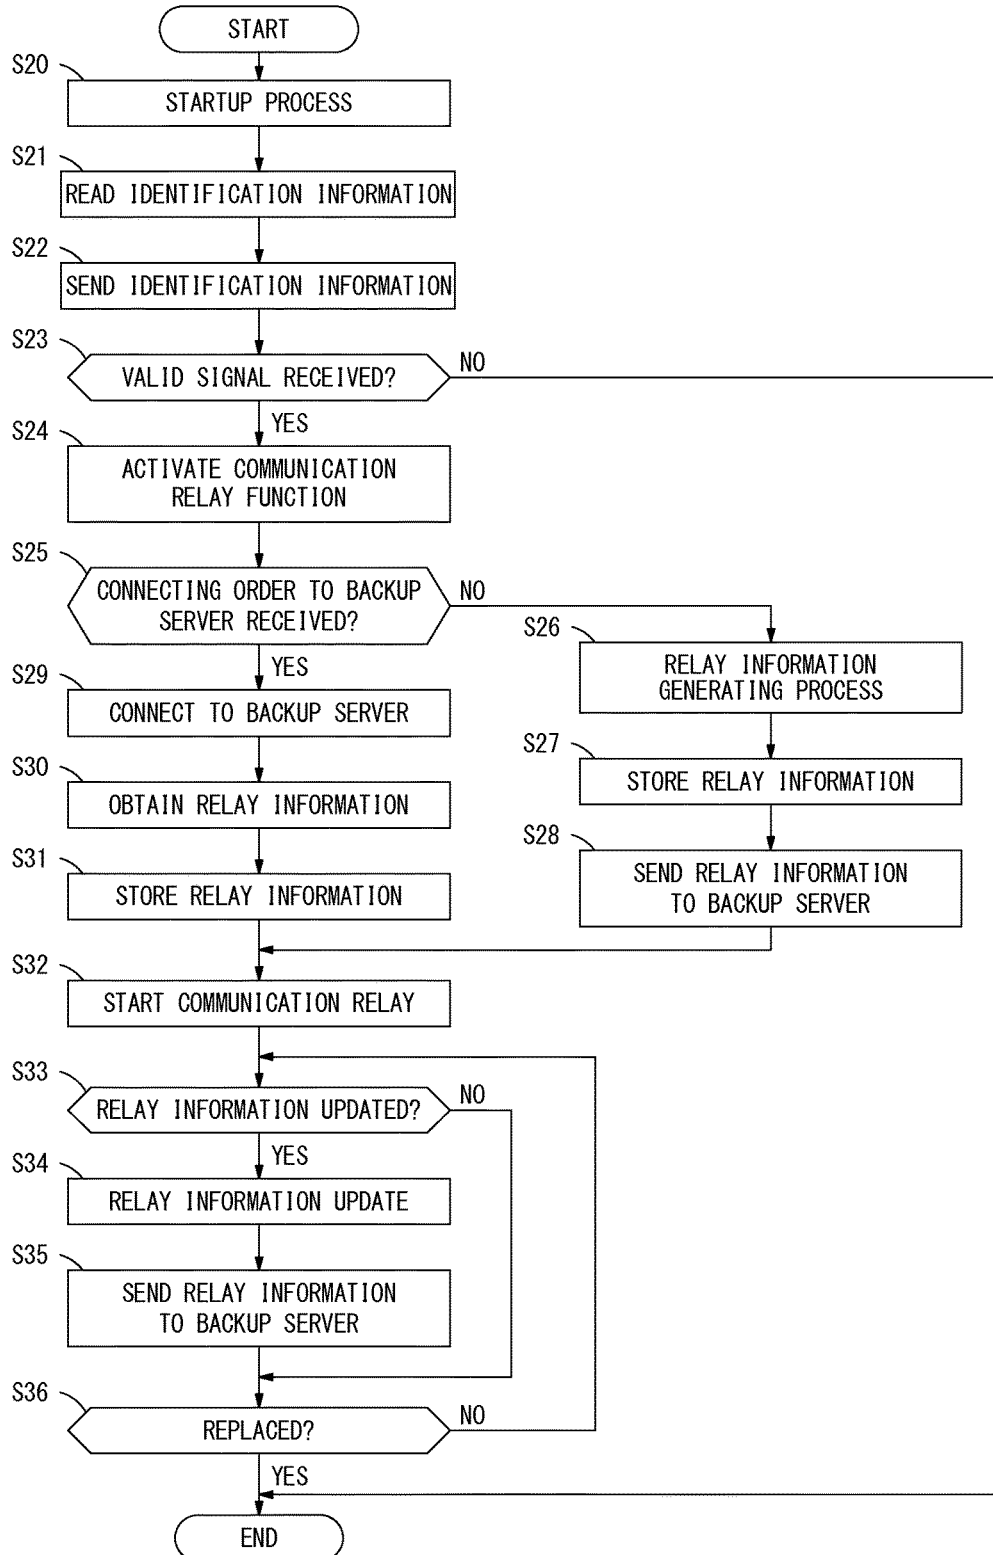 START
S20
STARTUP PROCESS
S21
READ IDENTIFICATION INFORMATION
S22
SEND IDENTIFICATION INFORMATION
S23
VALID SIGNAL RECEIVED?
NO
YES
S24
ACTIVATE COMMUNICATION
RELAY FUNCTION
S25
CONNECTING ORDER TO BACKUP
SERVER RECEIVED?
NO
YES
S26
RELAY INFORMATION
GENERATING PROCESS
S27
STORE RELAY INFORMATION
S28
SEND RELAY INFORMATION
TO BACKUP SERVER
S29
CONNECT TO BACKUP SERVER
S30
OBTAIN RELAY INFORMATION
S31
STORE RELAY INFORMATION
S32
START COMMUNICATION RELAY
S33
RELAY INFORMATION UPDATED?
NO
YES
S34
RELAY INFORMATION UPDATE
S35
SEND RELAY INFORMATION
TO BACKUP SERVER
S36
REPLACED?
NO
YES
END